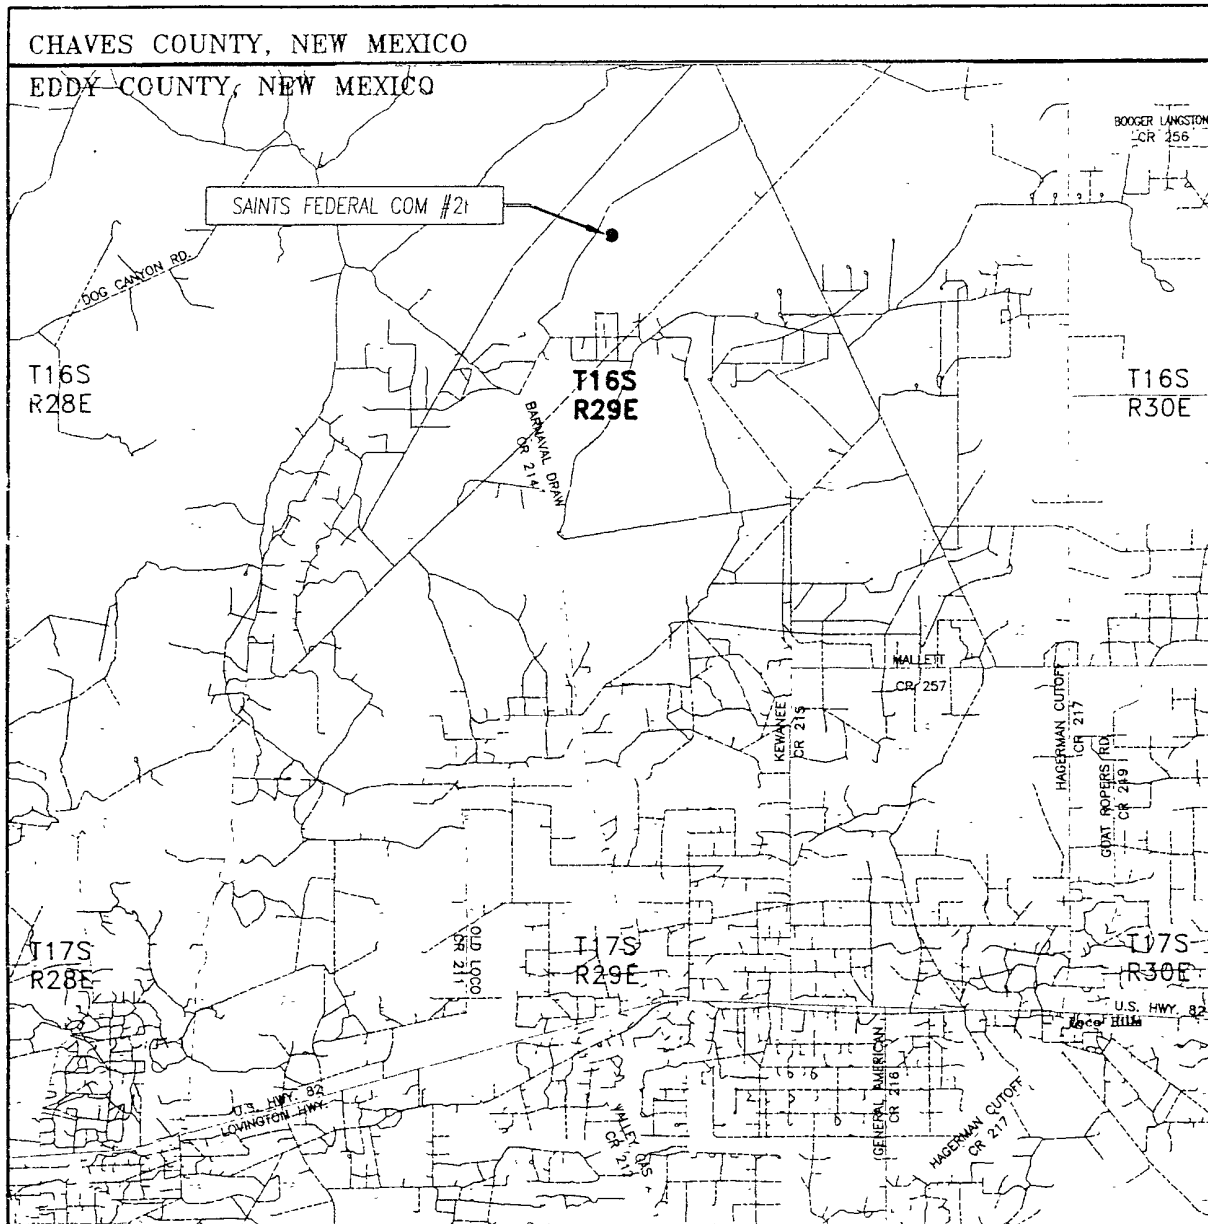 CHAVES COUNTY, NEW MEXICO
EDDY COUNTY, NEW MEXICO
BOOGER LANGSTON
CR 256
SAINTS FEDERAL COM #21
DOG CANYON RD.
T16S
R28E
T16S
R29E
T16S
R30E
BARNAVAL DRAW
CR 214
MALLETT
CR 257
KEWANEE
CR 215
HAGERMAN CUTOFF
CR 217
GOAT ROPERS RD.
CR 249
T17S
R28E
OLD LOCO
CR 211
T17S
R29E
T17S
R30E
U.S. HWY. 82
Loco Hills
U.S. HWY. 82
LOVINGTON HWY.
VALLEY GAS
CR 213
GENERAL AMERICAN
CR 216
HAGERMAN CUTOFF
CR 217